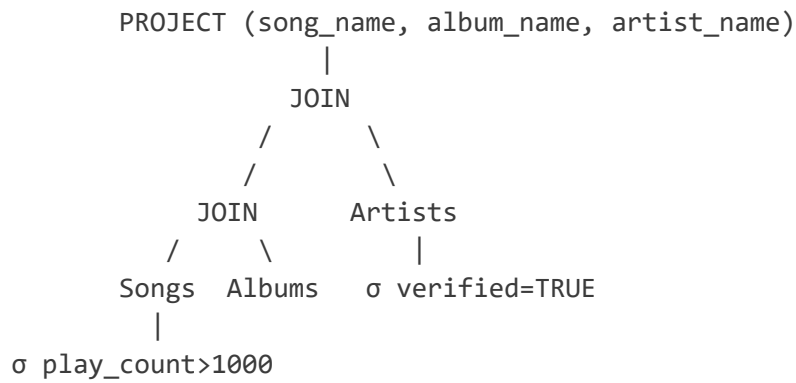 PROJECT (song_name, album_name, artist_name)
JOIN
JOIN Artists
Songs Albums σ verified=TRUE
σ play_count>1000